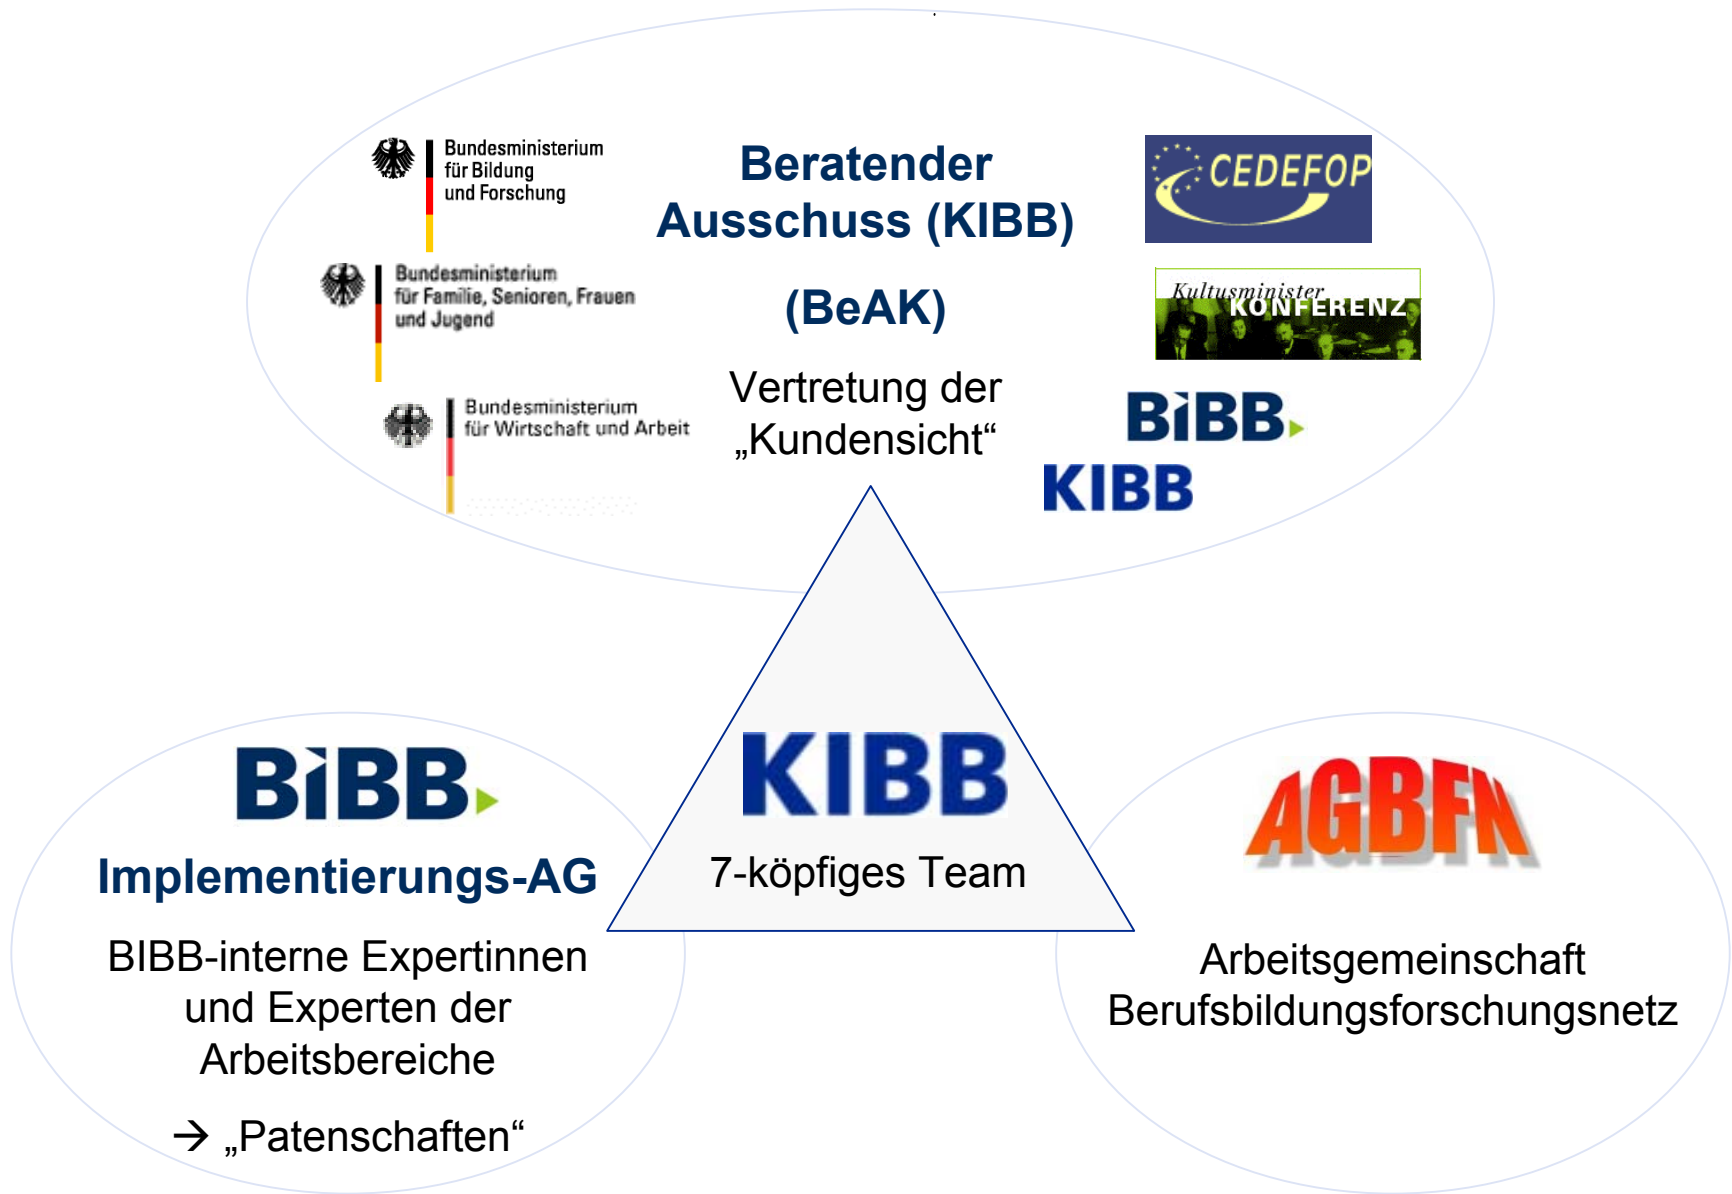 Bundesministerium
für Bildung
und Forschung
Bundesministerium
für Familie, Senioren, Frauen
und Jugend
Bundesministerium
für Wirtschaft und Arbeit
Beratender
Ausschuss (KIBB)
(BeAK)
Vertretung der
„Kundensicht“
CEDEFOP
Kultusminister
KONFERENZ
BiBB
KIBB
BiBB
Implementierungs-AG
BIBB-interne Expertinnen
und Experten der
Arbeitsbereiche
→ „Patenschaften“
KIBB
7-köpfiges Team
AGBFN
Arbeitsgemeinschaft
Berufsbildungsforschungsnetz